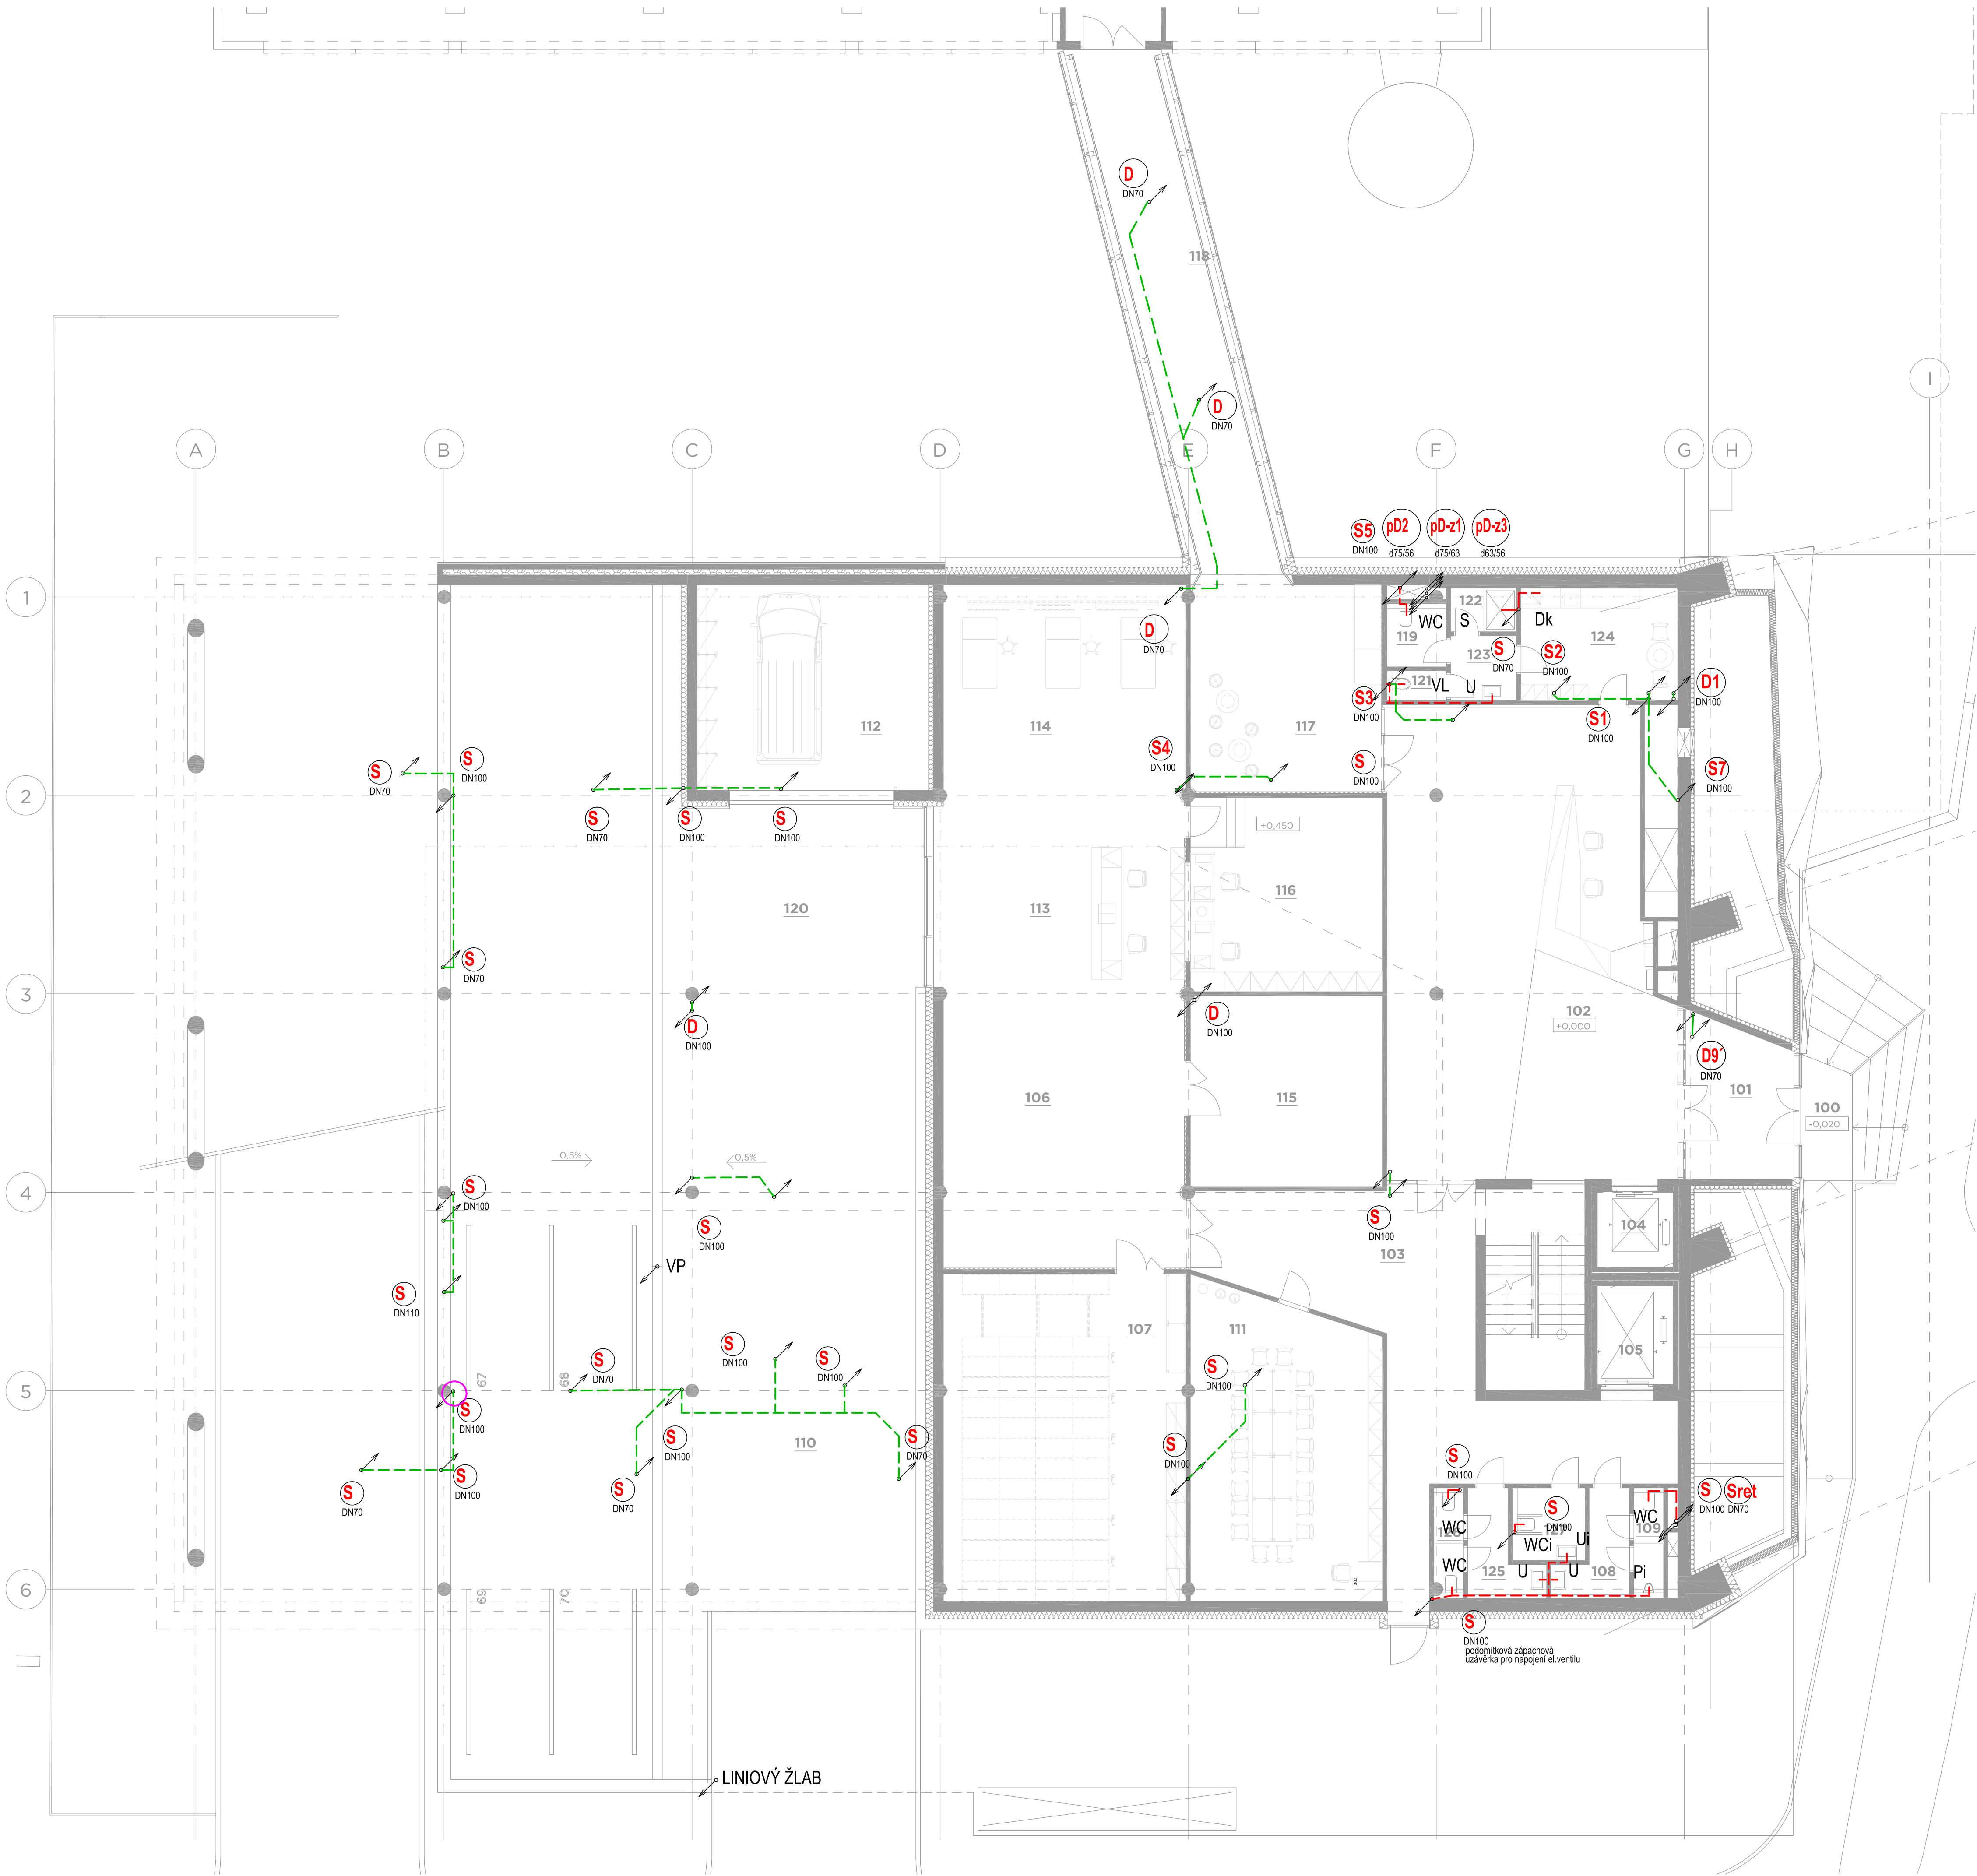 D
DN70
118
D
DN70
I
A
B
C
D
E
F
G
H
S5
DN100
pD2
d75/56
pD-z1
d75/63
pD-z3
d63/56
1
D
DN70
WC
119
S
122
Dk
124
123
S
DN70
S2
DN100
121
VL
U
S3
DN100
D1
DN100
S1
DN100
112
114
117
S
DN70
S
DN100
S4
DN100
S
DN100
S7
DN100
2
S
DN70
S
DN100
S
DN100
+0,450
116
120
113
S
DN70
3
D
DN100
D
DN100
102
+0,000
D9´
DN70
101
106
115
100
-0,020
0,5%
0,5%
4
S
DN100
S
DN100
S
DN100
103
104
VP
S
DN110
107
111
105
S
DN100
S
DN70
S
DN100
S
DN100
67
68
5
S
DN100
S
DN100
110
S
DN70
S
DN100
S
DN70
S
DN100
S
DN70
S
DN100
S
DN100
S
DN100
Sret
DN70
WC
126
127
WCi
Ui
WC
109
WC
125
U
U
108
Pi
6
69
70
303
S
DN100
podomítková zápachová
uzávěrka pro napojení el.ventilu
LINIOVÝ ŽLAB